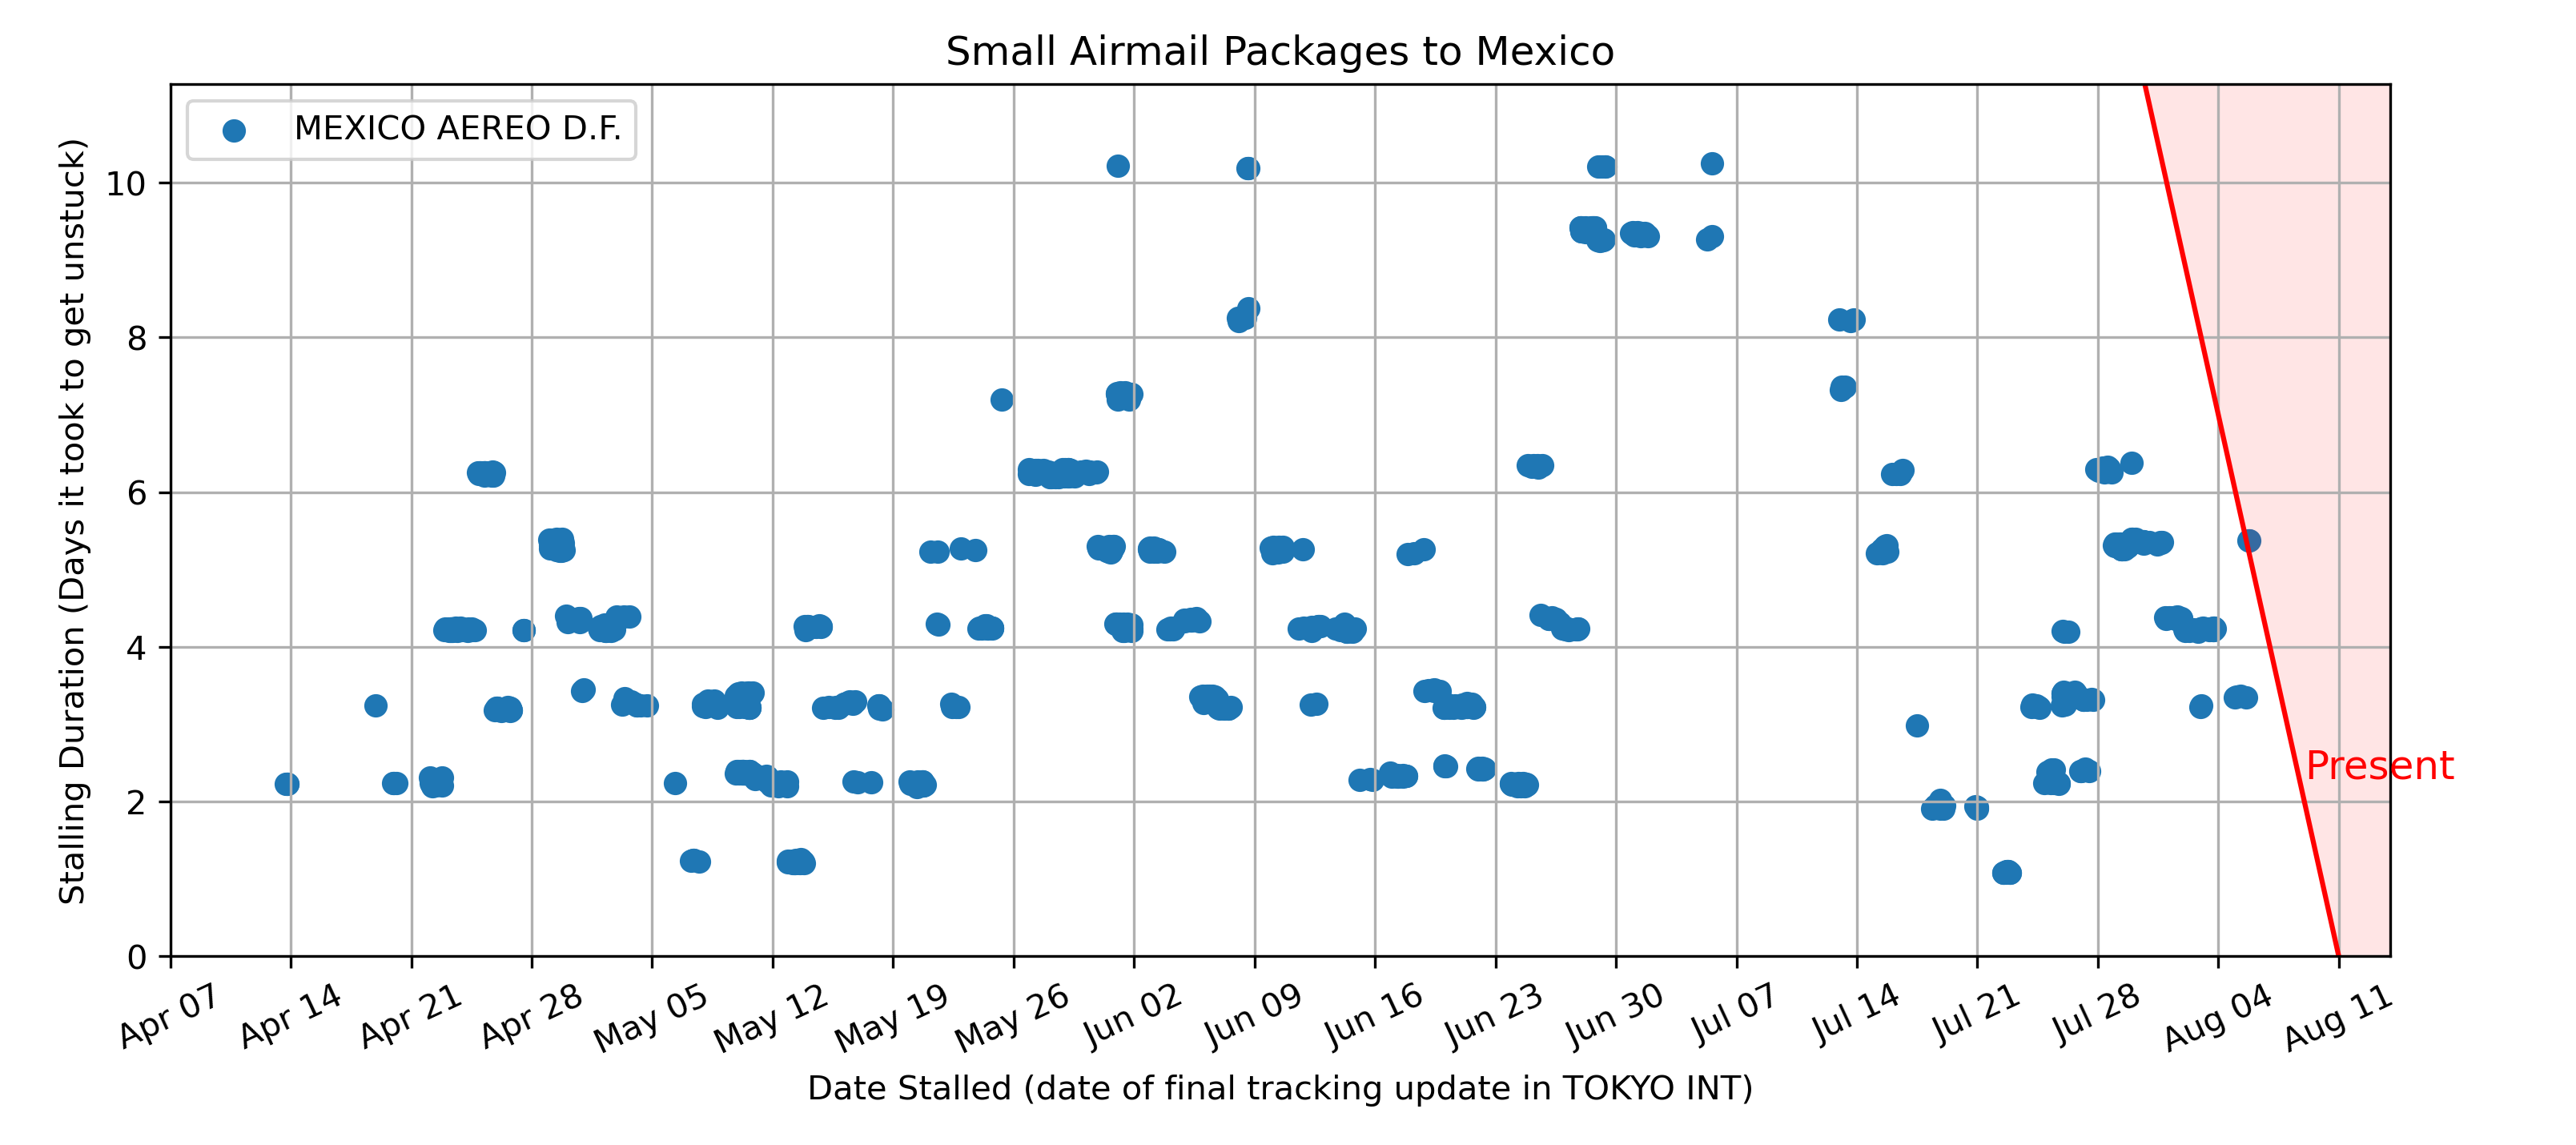 Small Airmail Packages to Mexico
MEXICO AEREO D.F.
Stalling Duration (Days it took to get unstuck)
10
8
6
4
2
0
Present
Apr 07
Apr 14
Apr 21
Apr 28
May 05
May 12
May 19
May 26
Jun 02
Jun 09
Jun 16
Jun 23
Jun 30
Jul 07
Jul 14
Jul 21
Jul 28
Aug 04
Aug 11
Date Stalled (date of final tracking update in TOKYO INT)